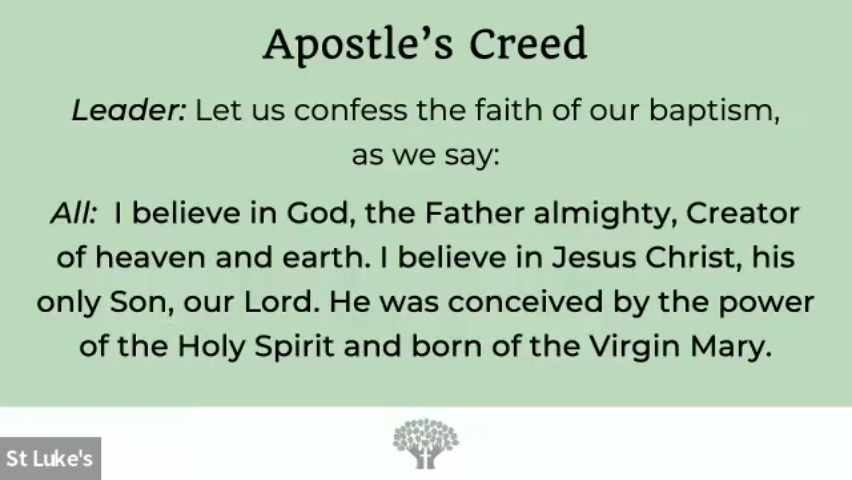 Apostle’s Creed
Leader: Let us confess the faith of our baptism,
as we say:
All: I believe in God, the Father almighty, Creator
of heaven and earth. I believe in Jesus Christ, his
only Son, our Lord. He was conceived by the power
of the Holy Spirit and born of the Virgin Mary.
St Luke's